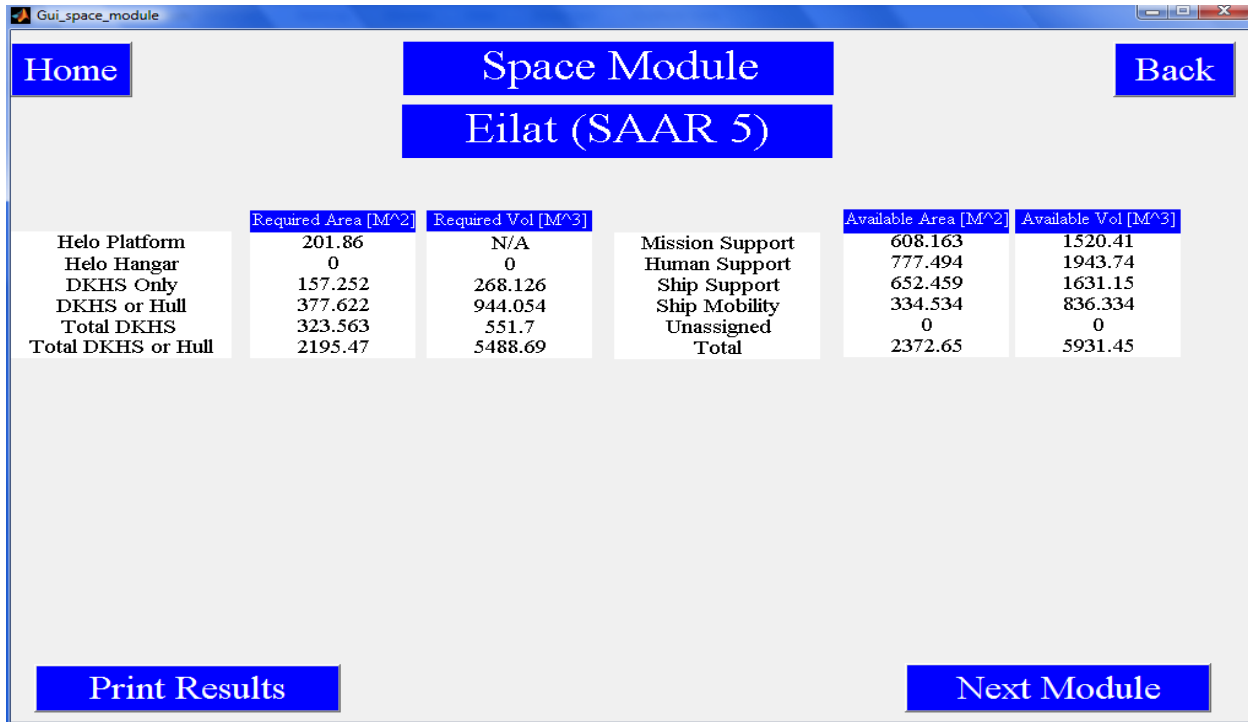 Gui_space_module
Home Space Module Back
Eilat (SAAR 5)
Required Area [M^2] Required Vol [M^3] Available Area [M^2] Available Vol [M^3]
Helo Platform 201.86 N/A Mission Support 608.163 1520.41
Helo Hangar 0 0 Human Support 777.494 1943.74
DKHS Only 157.252 268.126 Ship Support 652.459 1631.15
DKHS or Hull 377.622 944.054 Ship Mobility 334.534 836.334
Total DKHS 323.563 551.7 Unassigned 0 0
Total DKHS or Hull 2195.47 5488.69 Total 2372.65 5931.45
Print Results Next Module